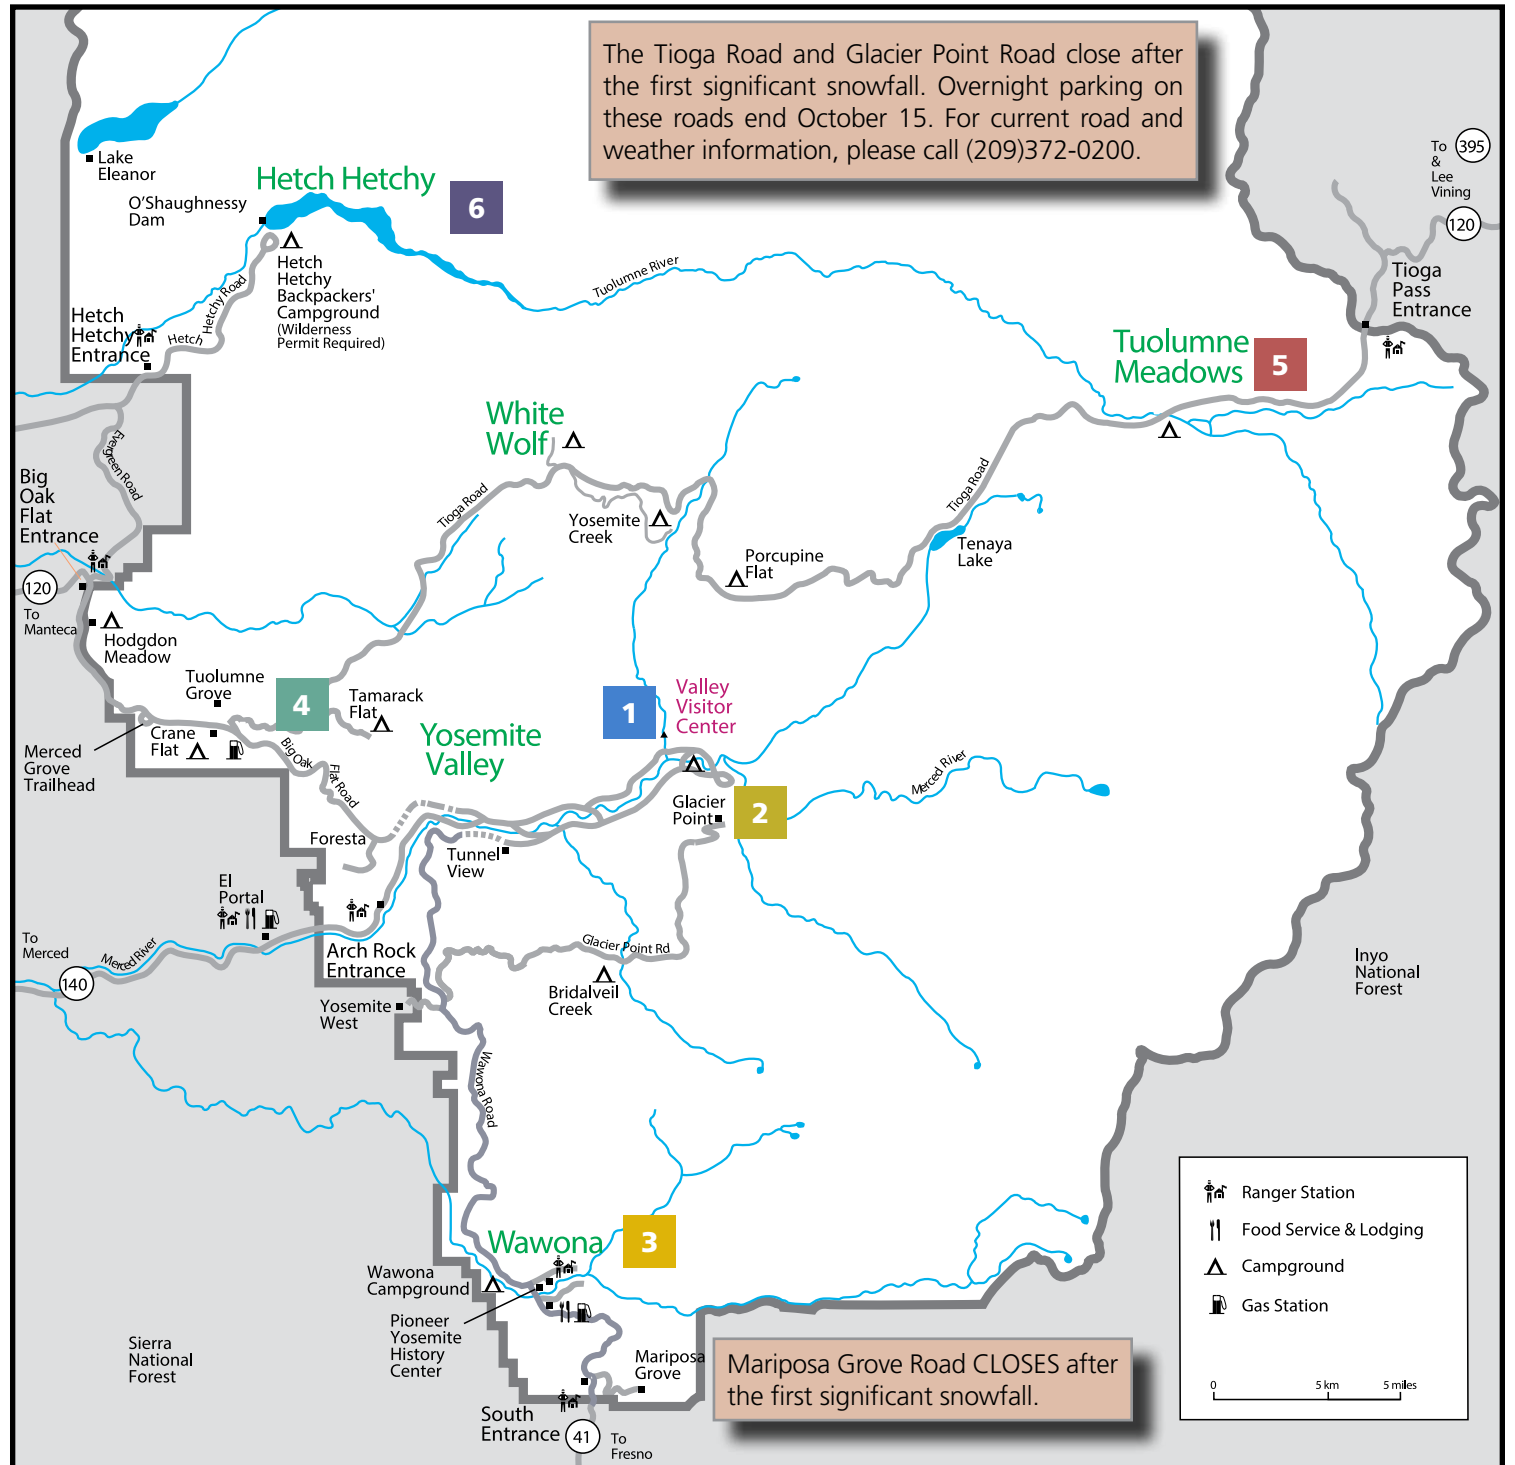 The Tioga Road and Glacier Point Road close after
the first significant snowfall. Overnight parking on
these roads end October 15. For current road and
weather information, please call (209)372-0200.
To
&
Lee
Vining
395
120
Lake
Eleanor
Hetch Hetchy
6
O'Shaughnessy
Dam
Hetch
Hetchy
Backpackers'
Campground
(Wilderness
Permit Required)
Hetch
Hetchy Road
Hetch
Hetchy
Entrance
Tuolumne River
Tioga
Pass
Entrance
Tuolumne
Meadows
5
White
Wolf
Evergreen Road
Big
Oak
Flat
Entrance
Tioga Road
Tioga Road
Yosemite
Creek
Porcupine
Flat
Tenaya
Lake
120
To
Manteca
Hodgdon
Meadow
Tuolumne
Grove
4
Tamarack
Flat
1
Valley
Visitor
Center
Yosemite
Valley
Crane
Flat
Merced
Grove
Trailhead
Big Oak
Flat Road
Merced River
Glacier
Point
2
Foresta
Tunnel
View
El
Portal
To
Merced
Merced River
140
Arch Rock
Entrance
Glacier Point Rd
Bridalveil
Creek
Yosemite
West
Inyo
National
Forest
Wawona Road
Wawona
3
Wawona
Campground
Pioneer
Yosemite
History
Center
Mariposa
Grove
Sierra
National
Forest
South
Entrance
41
To
Fresno
Mariposa Grove Road CLOSES after
the first significant snowfall.
Ranger Station
Food Service & Lodging
Campground
Gas Station
0
5 km
5 miles